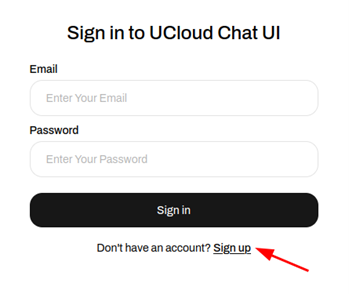 Sign in to UCloud Chat UI
Email
Enter Your Email
Password
Enter Your Password
Sign in
Don't have an account? Sign up